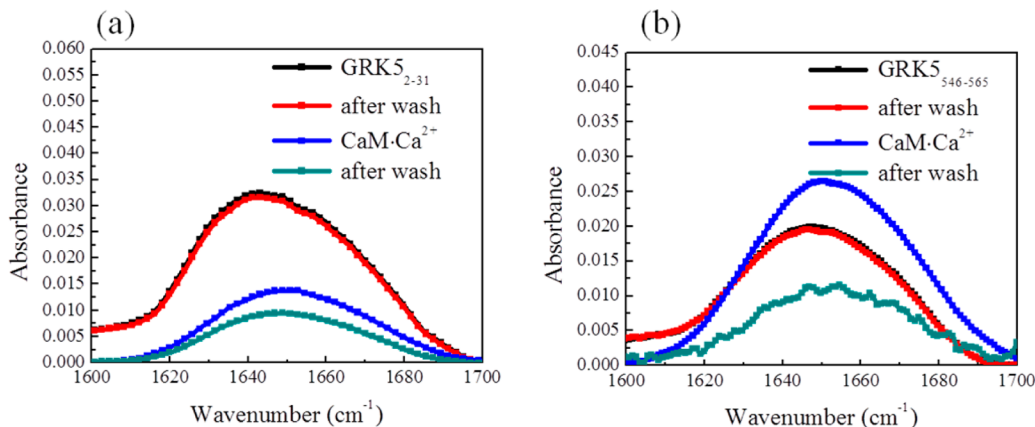 (a)
0.060
0.055
0.050
0.045
0.040
0.035
0.030
0.025
0.020
0.015
0.010
0.005
0.000
Absorbance
GRK5₂₋₃₁
after wash
CaM·Ca²⁺
after wash
1600 1620 1640 1660 1680 1700
Wavenumber (cm⁻¹)
(b)
0.045
0.040
0.035
0.030
0.025
0.020
0.015
0.010
0.005
0.000
Absorbance
GRK5₅₄₆₋₅₆₅
after wash
CaM·Ca²⁺
after wash
1600 1620 1640 1660 1680 1700
Wavenumber (cm⁻¹)